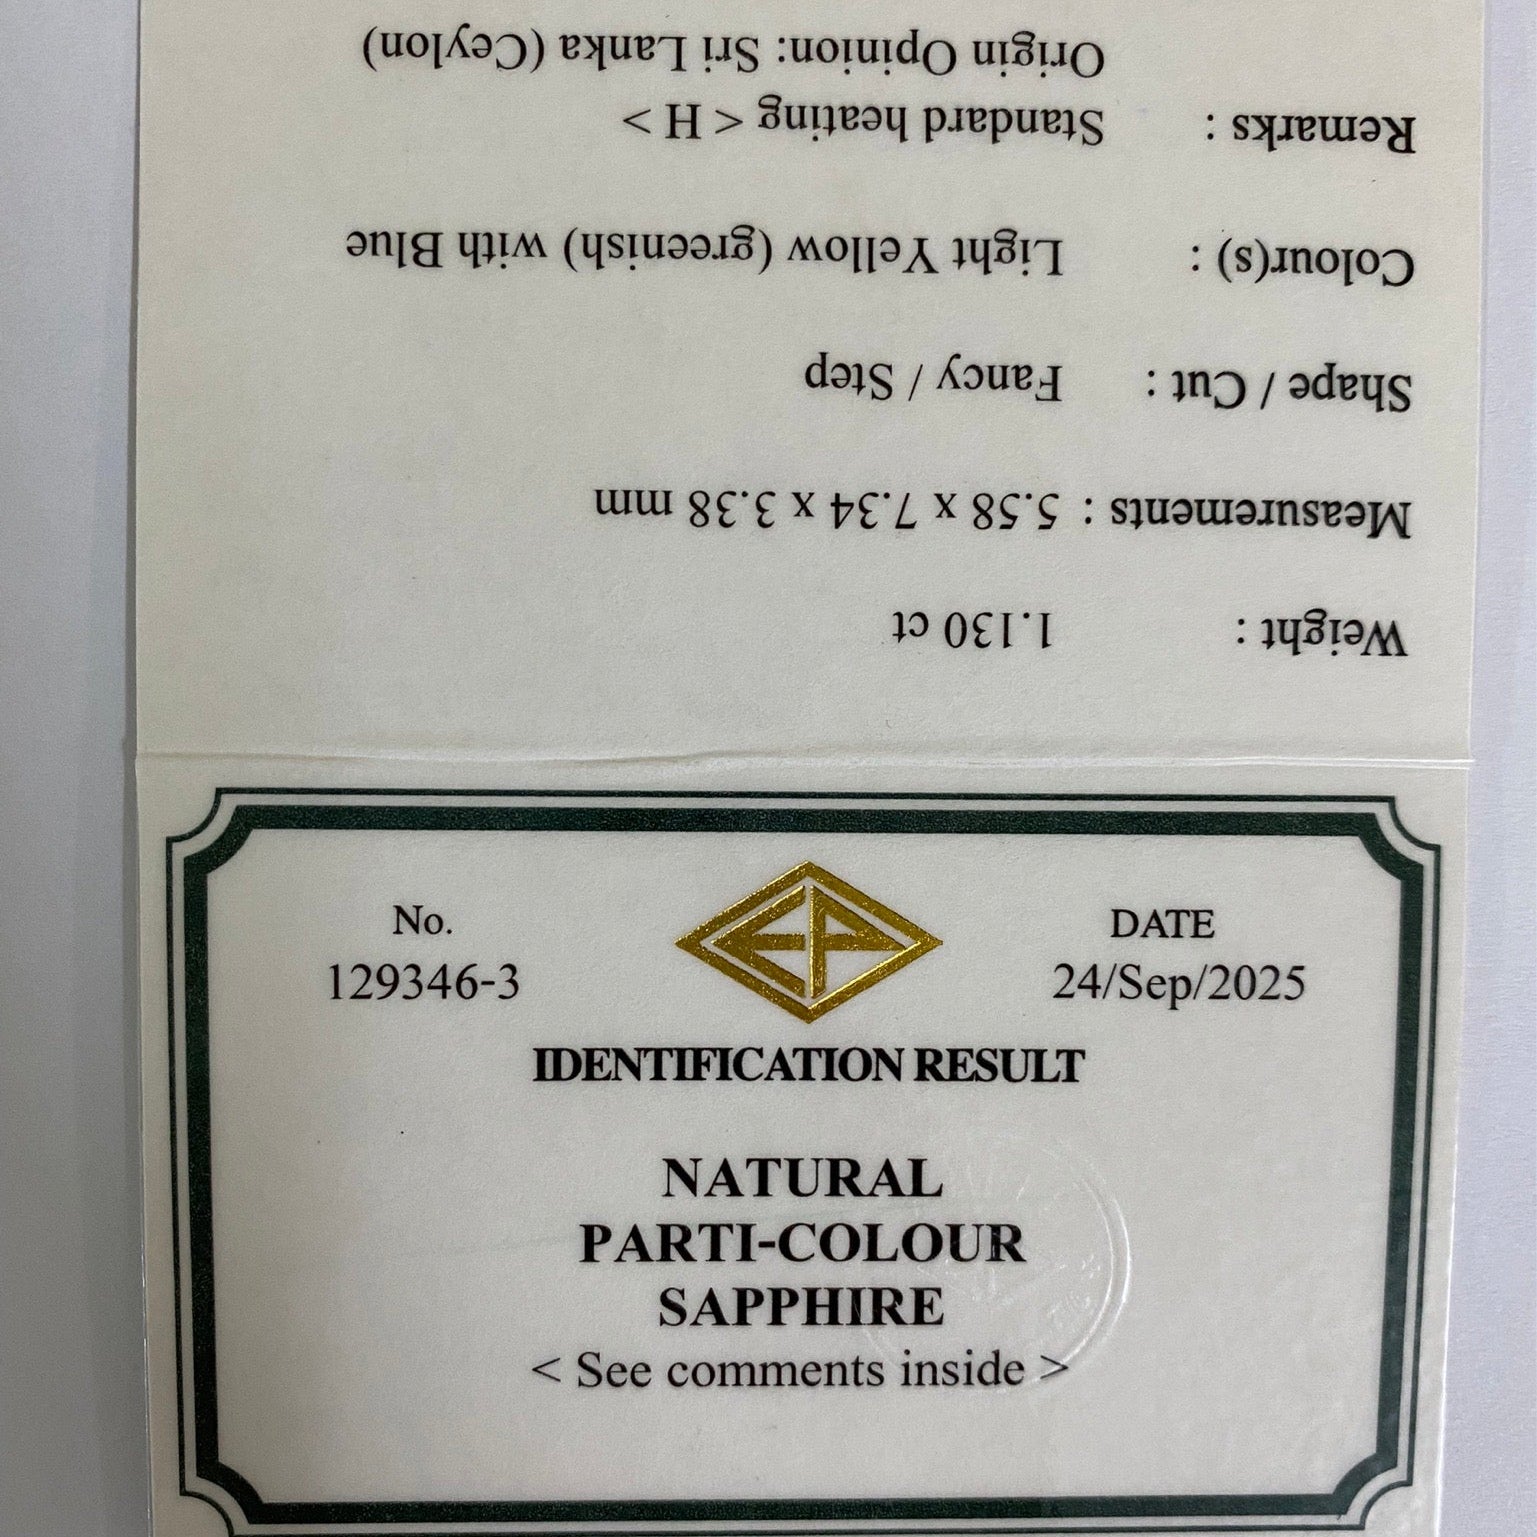 No.
129346-3
EP
DATE
24/Sep/2025
IDENTIFICATION RESULT
NATURAL
PARTI-COLOUR
SAPPHIRE
< See comments inside >
Weight : 1.130 ct
Measurements : 5.58 x 7.34 x 3.38 mm
Shape / Cut : Fancy / Step
Colour(s) : Light Yellow (greenish) with Blue
Remarks : Standard heating < H >
Origin Opinion: Sri Lanka (Ceylon)